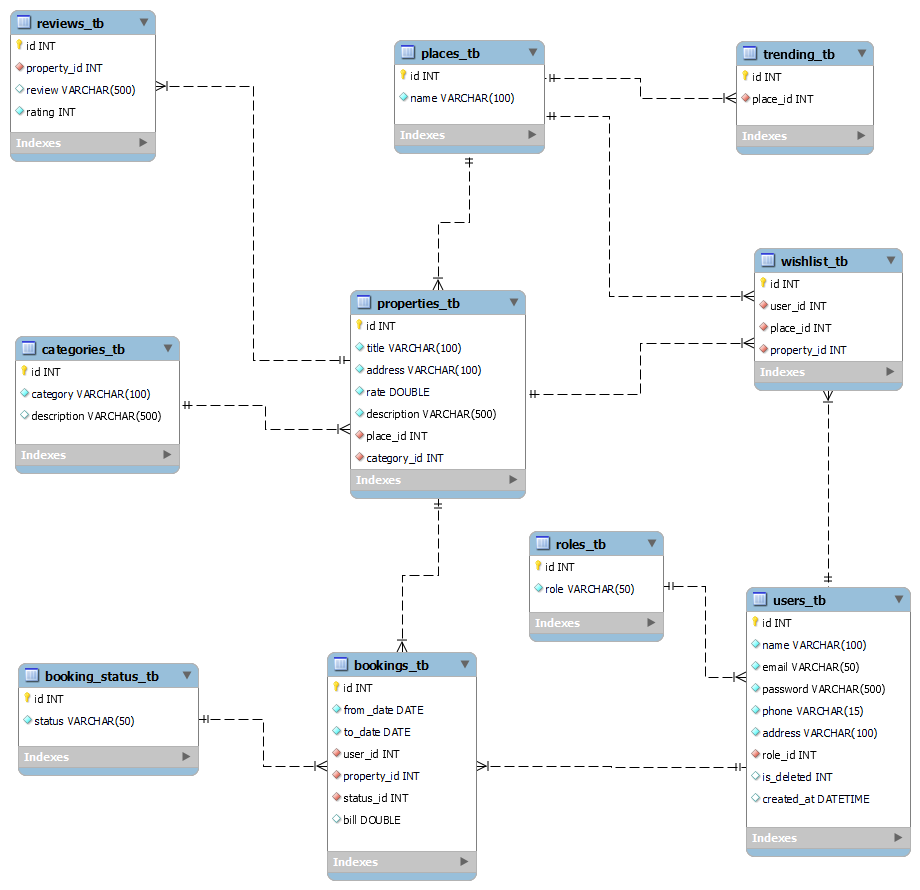 reviews_tb
id INT
property_id INT
review VARCHAR(500)
rating INT
Indexes
places_tb
id INT
name VARCHAR(100)
Indexes
trending_tb
id INT
place_id INT
Indexes
wishlist_tb
id INT
user_id INT
place_id INT
property_id INT
Indexes
properties_tb
id INT
title VARCHAR(100)
address VARCHAR(100)
rate DOUBLE
description VARCHAR(500)
place_id INT
category_id INT
Indexes
categories_tb
id INT
category VARCHAR(100)
description VARCHAR(500)
Indexes
roles_tb
id INT
role VARCHAR(50)
Indexes
users_tb
id INT
name VARCHAR(100)
email VARCHAR(50)
password VARCHAR(500)
phone VARCHAR(15)
address VARCHAR(100)
role_id INT
is_deleted INT
created_at DATETIME
Indexes
bookings_tb
id INT
from_date DATE
to_date DATE
user_id INT
property_id INT
status_id INT
bill DOUBLE
Indexes
booking_status_tb
id INT
status VARCHAR(50)
Indexes